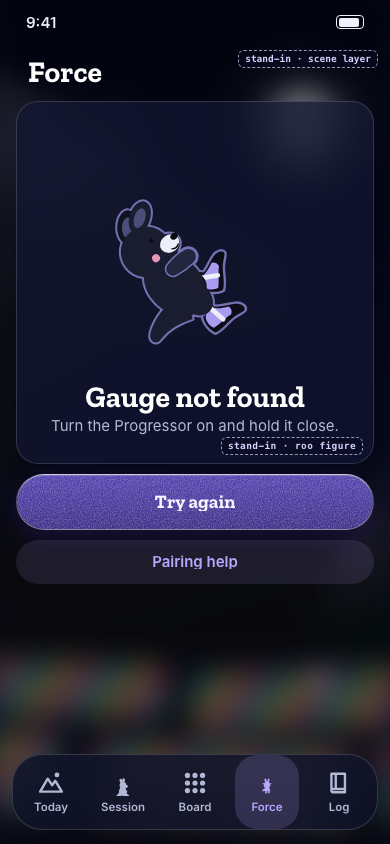 9:41
stand-in · scene layer
Force
Gauge not found
Turn the Progressor on and hold it close.
stand-in · roo figure
Try again
Pairing help
Today
Session
Board
Force
Log